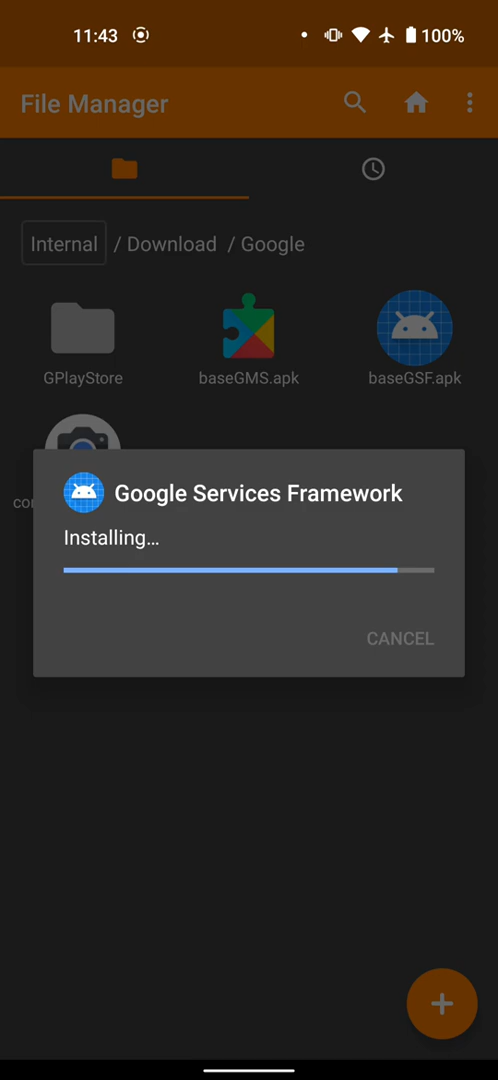 11:43 100%
File Manager
Internal / Download / Google
GPlayStore baseGMS.apk baseGSF.apk
Google Services Framework
Installing…
CANCEL